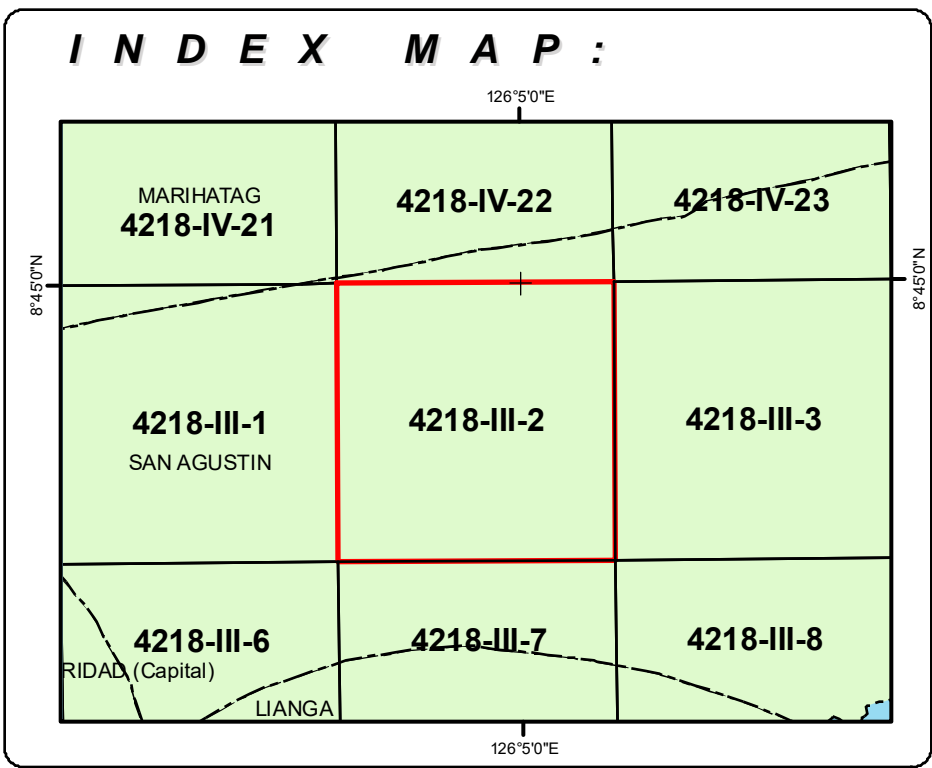 INDEX MAP:
126°5'0"E
MARIHATAG
4218-IV-21
4218-IV-22
4218-IV-23
8°45'0"N
8°45'0"N
4218-III-1
SAN AGUSTIN
4218-III-2
4218-III-3
4218-III-6
RIDAD (Capital)
LIANGA
4218-III-7
4218-III-8
126°5'0"E